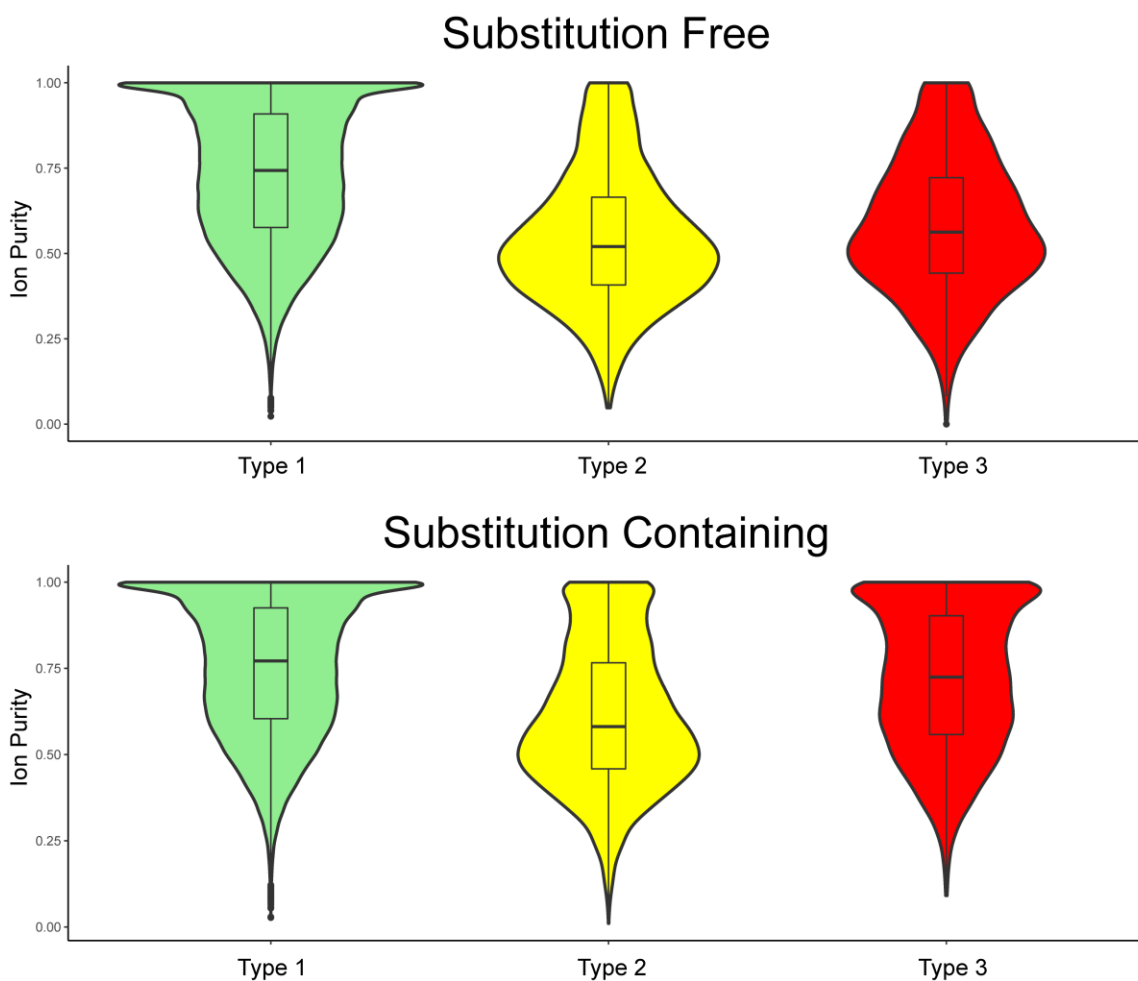 Substitution Free
Ion Purity
1.00
0.75
0.50
0.25
0.00
Type 1 Type 2 Type 3
Substitution Containing
Ion Purity
1.00
0.75
0.50
0.25
0.00
Type 1 Type 2 Type 3